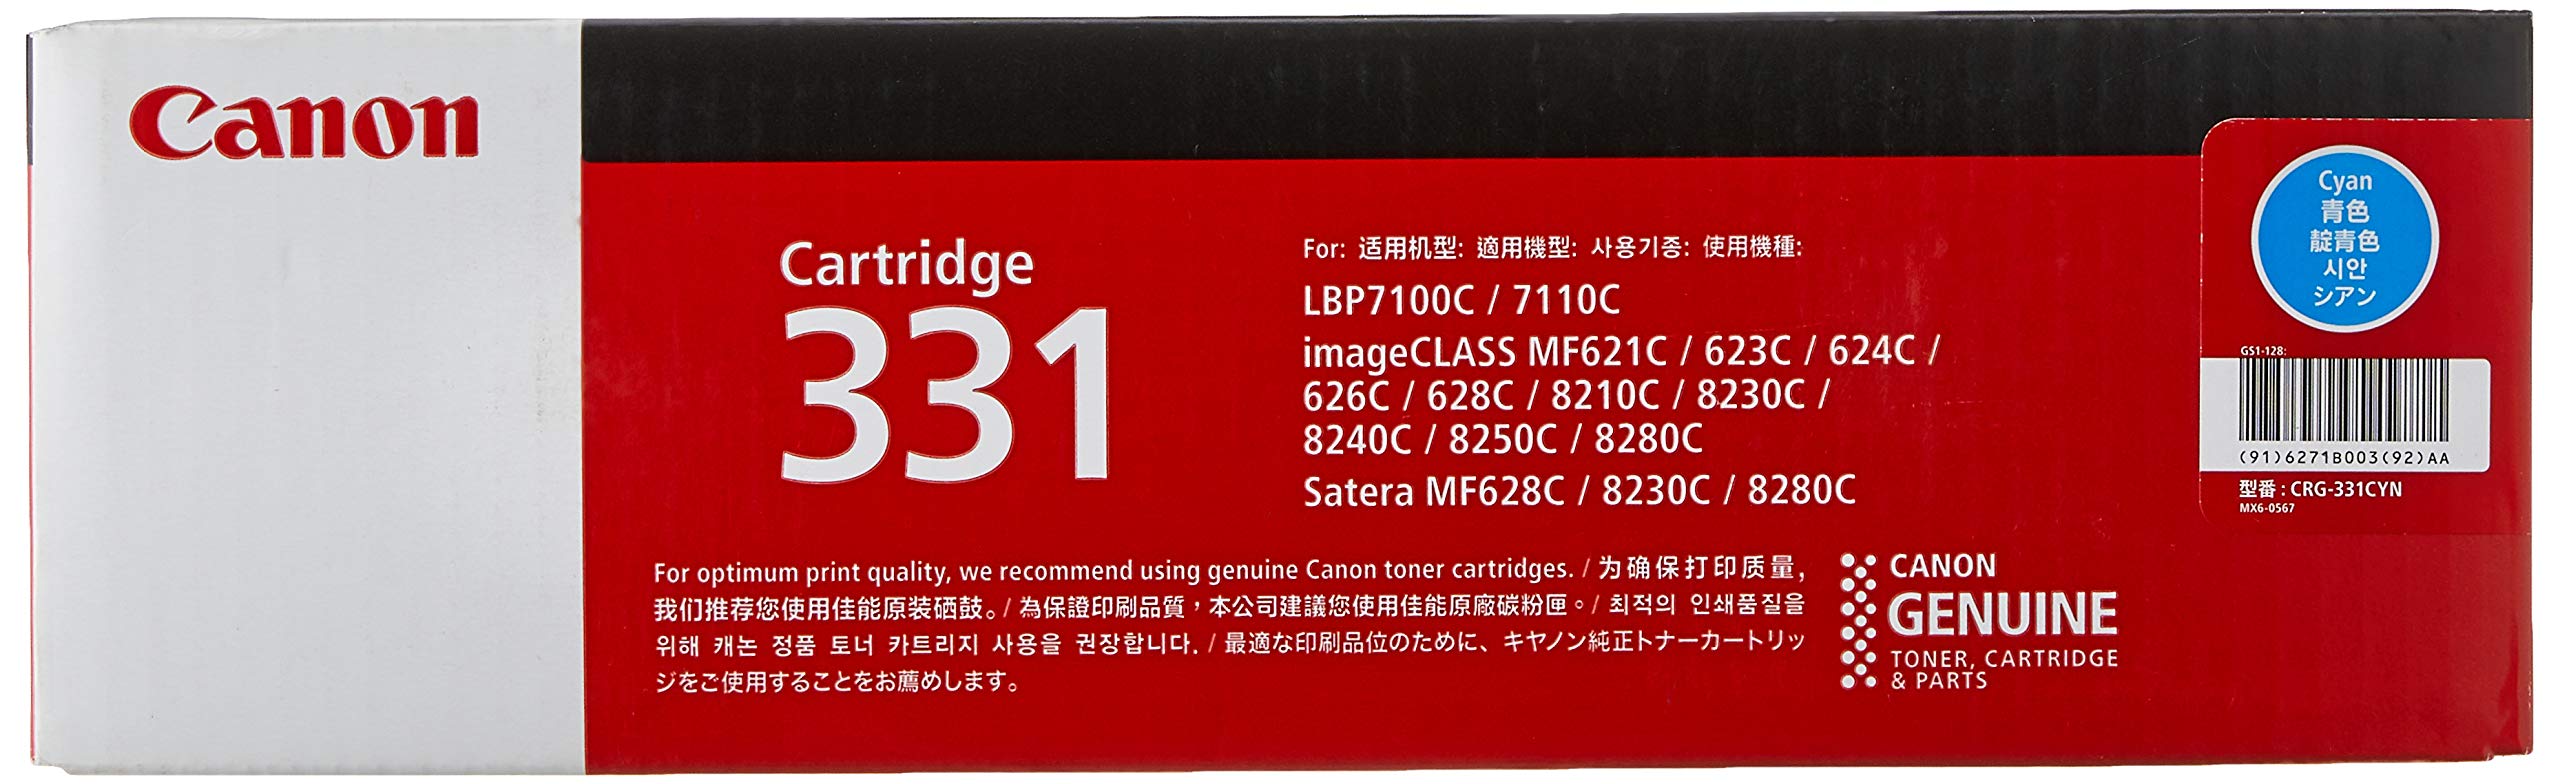 Canon
Cartridge
331
For: 适用机型: 適用機型: 사용기종: 使用機種:
LBP7100C / 7110C
imageCLASS MF621C / 623C / 624C /
626C / 628C / 8210C / 8230C /
8240C / 8250C / 8280C
Satera MF628C / 8230C / 8280C
For optimum print quality, we recommend using genuine Canon toner cartridges. / 为确保打印质量,
我们推荐您使用佳能原装硒鼓。/ 為保證印刷品質，本公司建議您使用佳能原廠碳粉匣。/ 최적의 인쇄품질을
위해 캐논 정품 토너 카트리지 사용을 권장합니다. / 最適な印刷品位のために、キヤノン純正トナーカートリッ
ジをご使用することをお薦めします。
CANON
GENUINE
TONER, CARTRIDGE
& PARTS
Cyan
青色
靛青色
시안
シアン
GS1-128:
(91)6271B003(92)AA
型番 : CRG-331CYN
MX6-0567